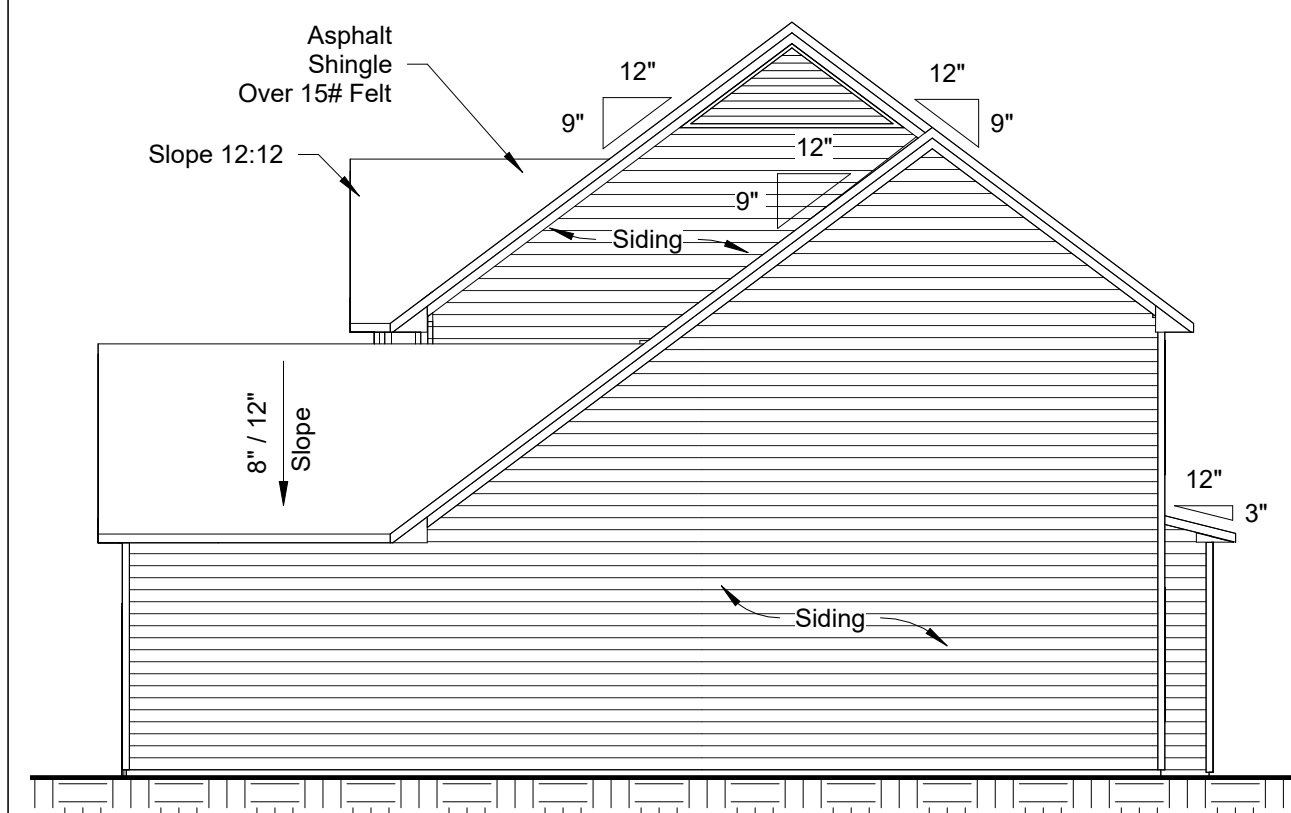 Asphalt
Shingle
Over 15# Felt
Slope 12:12
12"
9"
12"
9"
12"
9"
Siding
8" / 12"
Slope
12"
3"
Siding